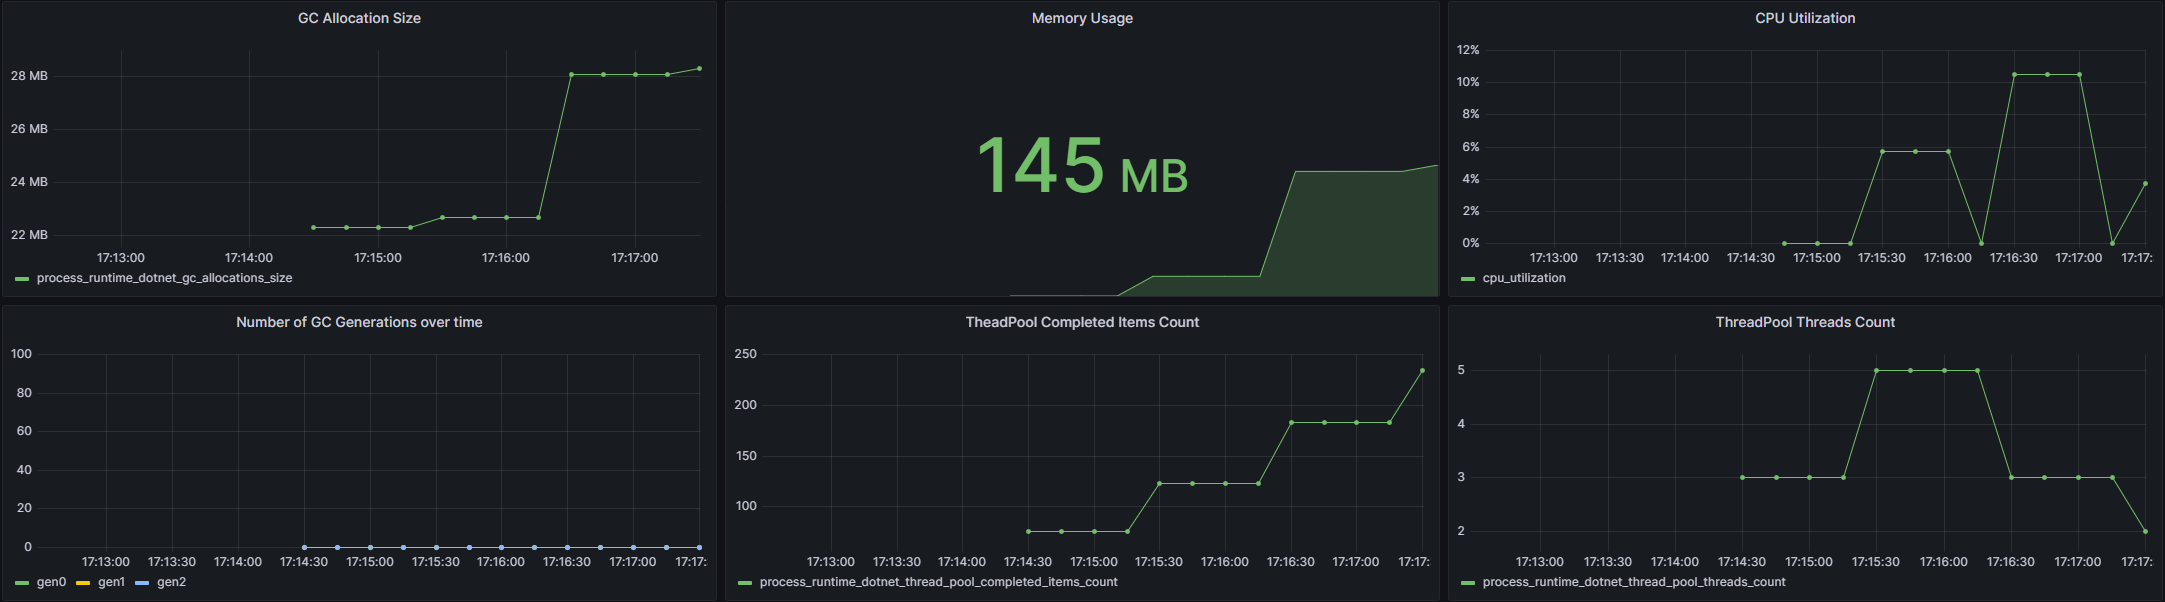 GC Allocation Size
28 MB
26 MB
24 MB
22 MB
17:13:00 17:14:00 17:15:00 17:16:00 17:17:00
process_runtime_dotnet_gc_allocations_size
Memory Usage
145 MB
CPU Utilization
12%
10%
8%
6%
4%
2%
0%
17:13:00 17:13:30 17:14:00 17:14:30 17:15:00 17:15:30 17:16:00 17:16:30 17:17:00 17:17:
cpu_utilization
Number of GC Generations over time
100
80
60
40
20
0
17:13:00 17:13:30 17:14:00 17:14:30 17:15:00 17:15:30 17:16:00 17:16:30 17:17:00 17:17:
gen0 gen1 gen2
TheadPool Completed Items Count
250
200
150
100
17:13:00 17:13:30 17:14:00 17:14:30 17:15:00 17:15:30 17:16:00 17:16:30 17:17:00 17:17:
process_runtime_dotnet_thread_pool_completed_items_count
ThreadPool Threads Count
5
4
3
2
17:13:00 17:13:30 17:14:00 17:14:30 17:15:00 17:15:30 17:16:00 17:16:30 17:17:00 17:17:
process_runtime_dotnet_thread_pool_threads_count